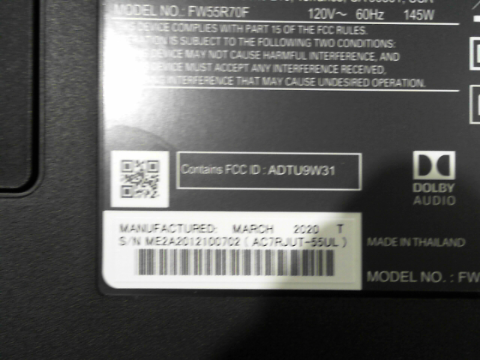 MODEL NO.: FW55R70F 120V~ 60Hz 145W
DEVICE COMPLIES WITH PART 15 OF THE FCC RULES.
IS SUBJECT TO THE FOLLOWING TWO CONDITIONS:
DEVICE MAY NOT CAUSE HARMFUL INTERFERENCE, AND
DEVICE MUST ACCEPT ANY INTERFERENCE RECEIVED,
INTERFERENCE THAT MAY CAUSE UNDESIRED OPERATION.
Contains FCC ID : ADTU9W31
DOLBY
AUDIO
MANUFACTURED: MARCH 2020 T
S/N ME2A2012100702 ( AC7RJUT-55UL )
MADE IN THAILAND
MODEL NO. : FW